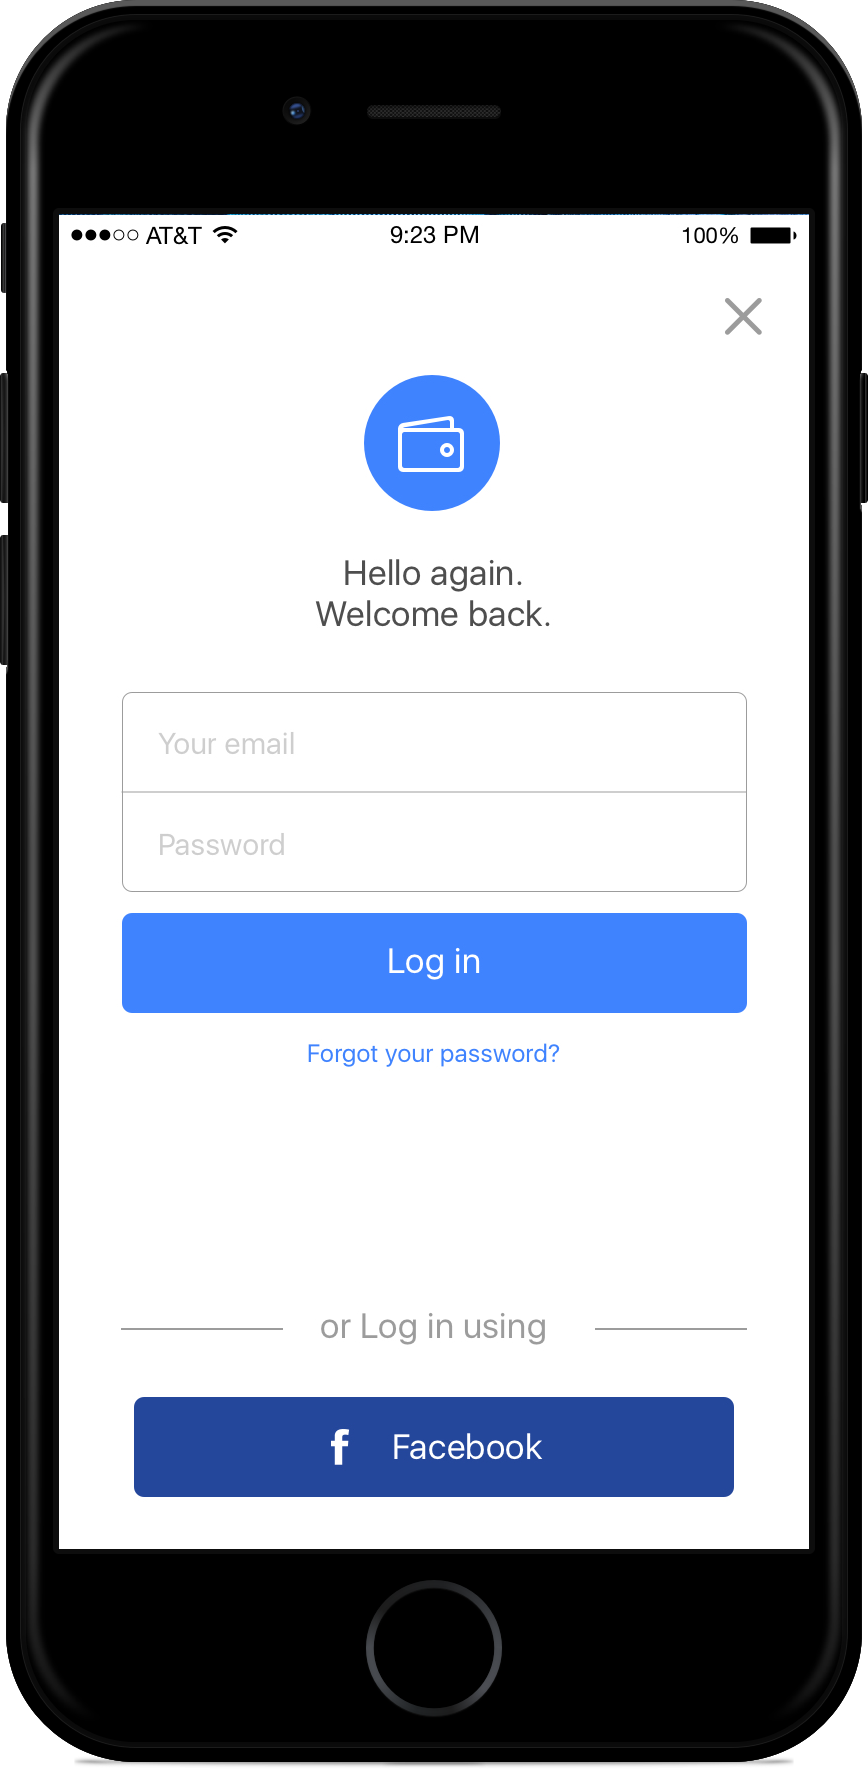 AT&T 9:23 PM 100%
Hello again.
Welcome back.
Your email
Password
Log in
Forgot your password?
or Log in using
f Facebook